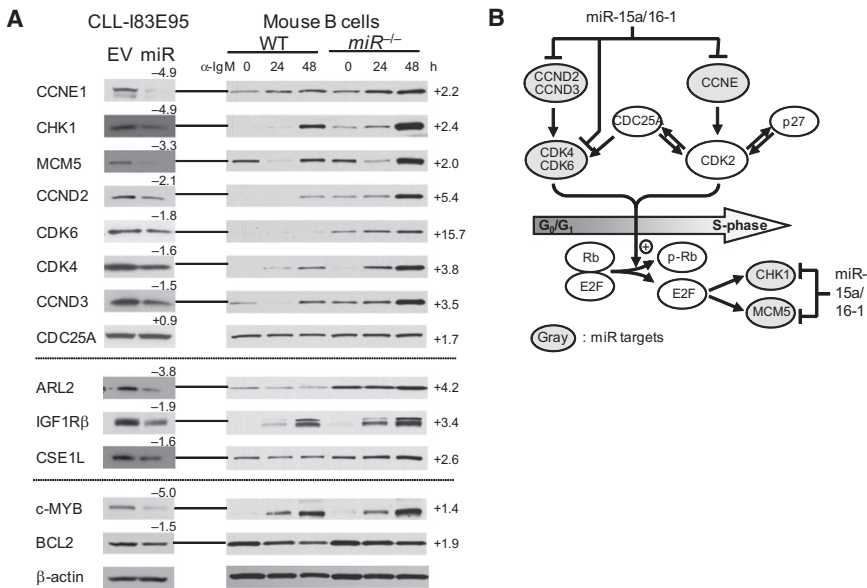 A
CLL-I83E95
Mouse B cells
EV miR
WT
miR–/–
α-IgM 0 24 48 0 24 48 h
CCNE1 –4.9 +2.2
CHK1 –4.9 +2.4
MCM5 –3.3 +2.0
CCND2 –2.1 +5.4
CDK6 –1.8 +15.7
CDK4 –1.6 +3.8
CCND3 –1.5 +3.5
CDC25A +0.9 +1.7
ARL2 –3.8 +4.2
IGF1Rβ –1.9 +3.4
CSE1L –1.6 +2.6
c-MYB –5.0 +1.4
BCL2 –1.5 +1.9
β-actin
B
miR-15a/16-1
CCND2
CCND3
CCNE
CDC25A
p27
CDK4
CDK6
CDK2
G0/G1
S-phase
+
Rb
p-Rb
E2F
E2F
CHK1
MCM5
miR-
15a/
16-1
Gray : miR targets